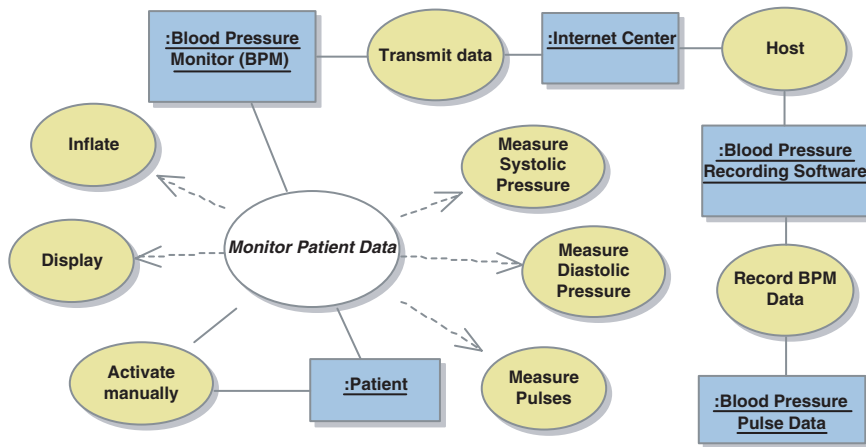 :Blood Pressure
Monitor (BPM)
Transmit data
:Internet Center
Host
Inflate
Measure
Systolic
Pressure
:Blood Pressure
Recording Software
Monitor Patient Data
Display
Measure
Diastolic
Pressure
Record BPM
Data
Activate
manually
:Patient
Measure
Pulses
:Blood Pressure
Pulse Data